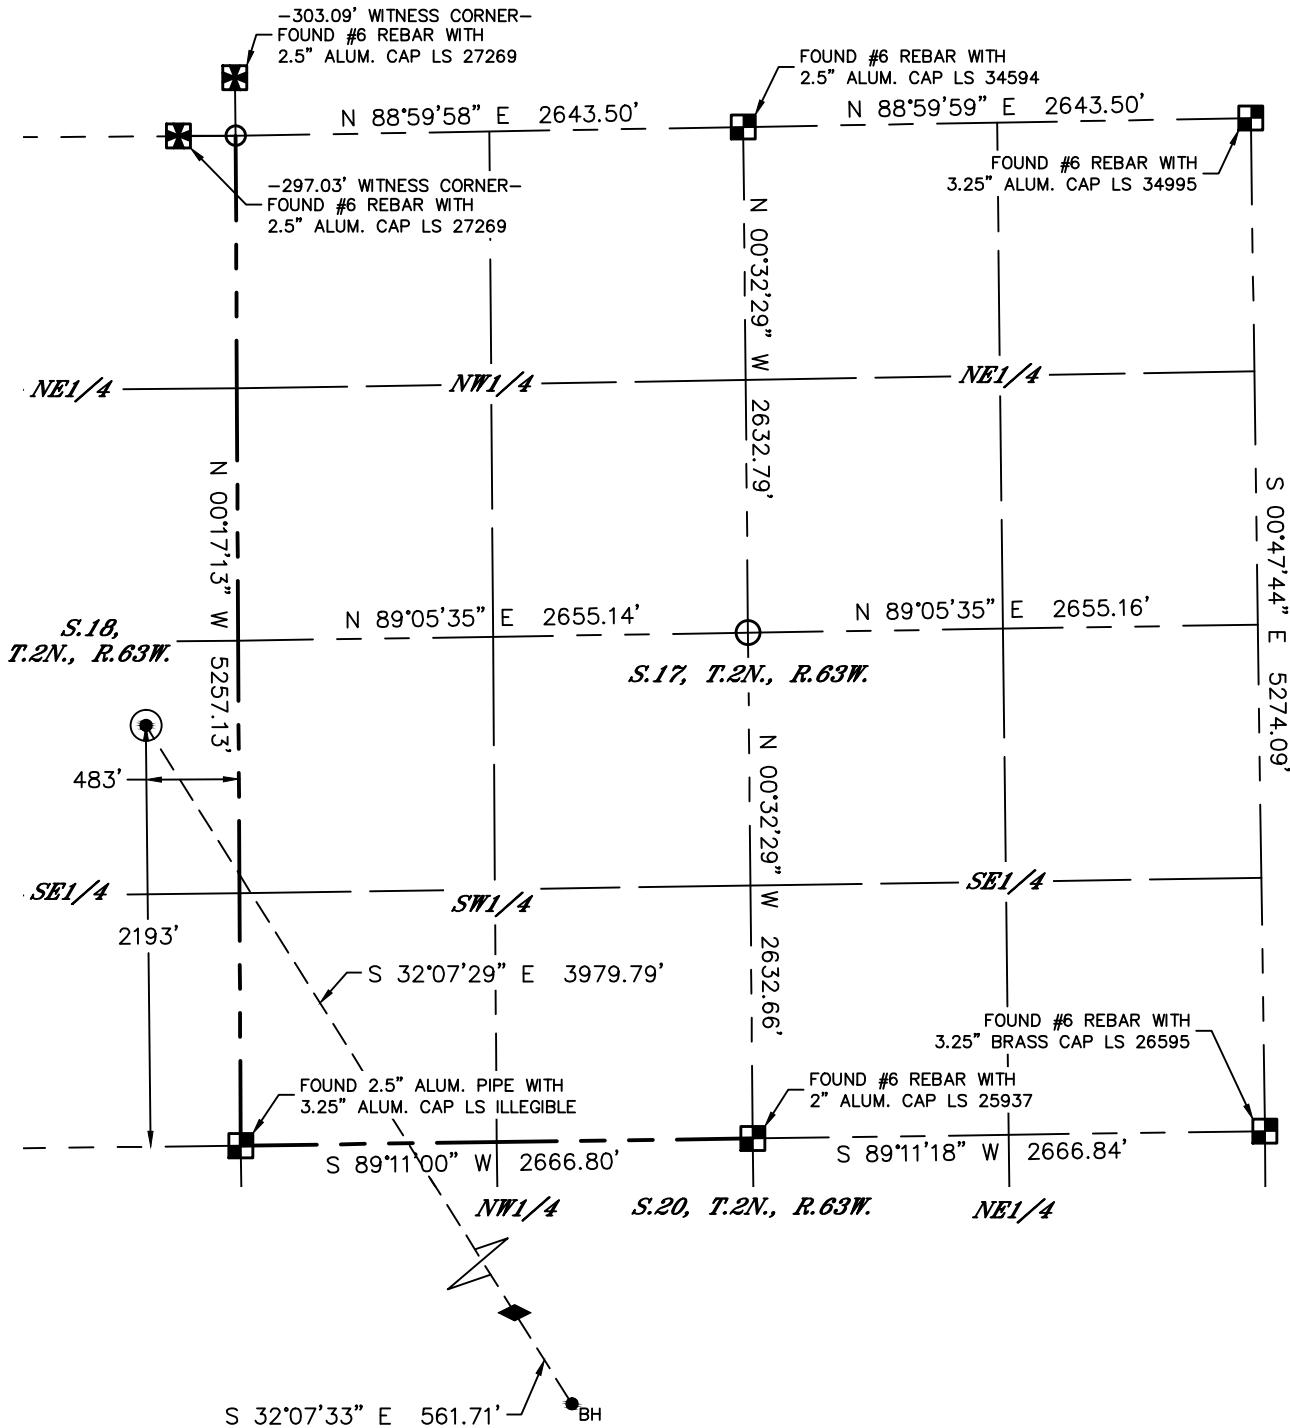 -303.09' WITNESS CORNER-
FOUND #6 REBAR WITH
2.5" ALUM. CAP LS 27269
FOUND #6 REBAR WITH
2.5" ALUM. CAP LS 34594
N 88°59'58" E 2643.50'
N 88°59'59" E 2643.50'
FOUND #6 REBAR WITH
3.25" ALUM. CAP LS 34995
-297.03' WITNESS CORNER-
FOUND #6 REBAR WITH
2.5" ALUM. CAP LS 27269
N 00°32'29" W 2632.79'
NE1/4
NW1/4
NE1/4
N 00°17'13" W 5257.13'
S 00°47'44" E 5274.09'
N 89°05'35" E 2655.14'
N 89°05'35" E 2655.16'
S.18,
T.2N., R.63W.
S.17, T.2N., R.63W.
483'
N 00°32'29" W 2632.66'
SE1/4
SW1/4
SE1/4
2193'
S 32°07'29" E 3979.79'
FOUND #6 REBAR WITH
3.25" BRASS CAP LS 26595
FOUND 2.5" ALUM. PIPE WITH
3.25" ALUM. CAP LS ILLEGIBLE
FOUND #6 REBAR WITH
2" ALUM. CAP LS 25937
S 89°11'00" W 2666.80'
S 89°11'18" W 2666.84'
NW1/4
S.20, T.2N., R.63W.
NE1/4
S 32°07'33" E 561.71'
BH